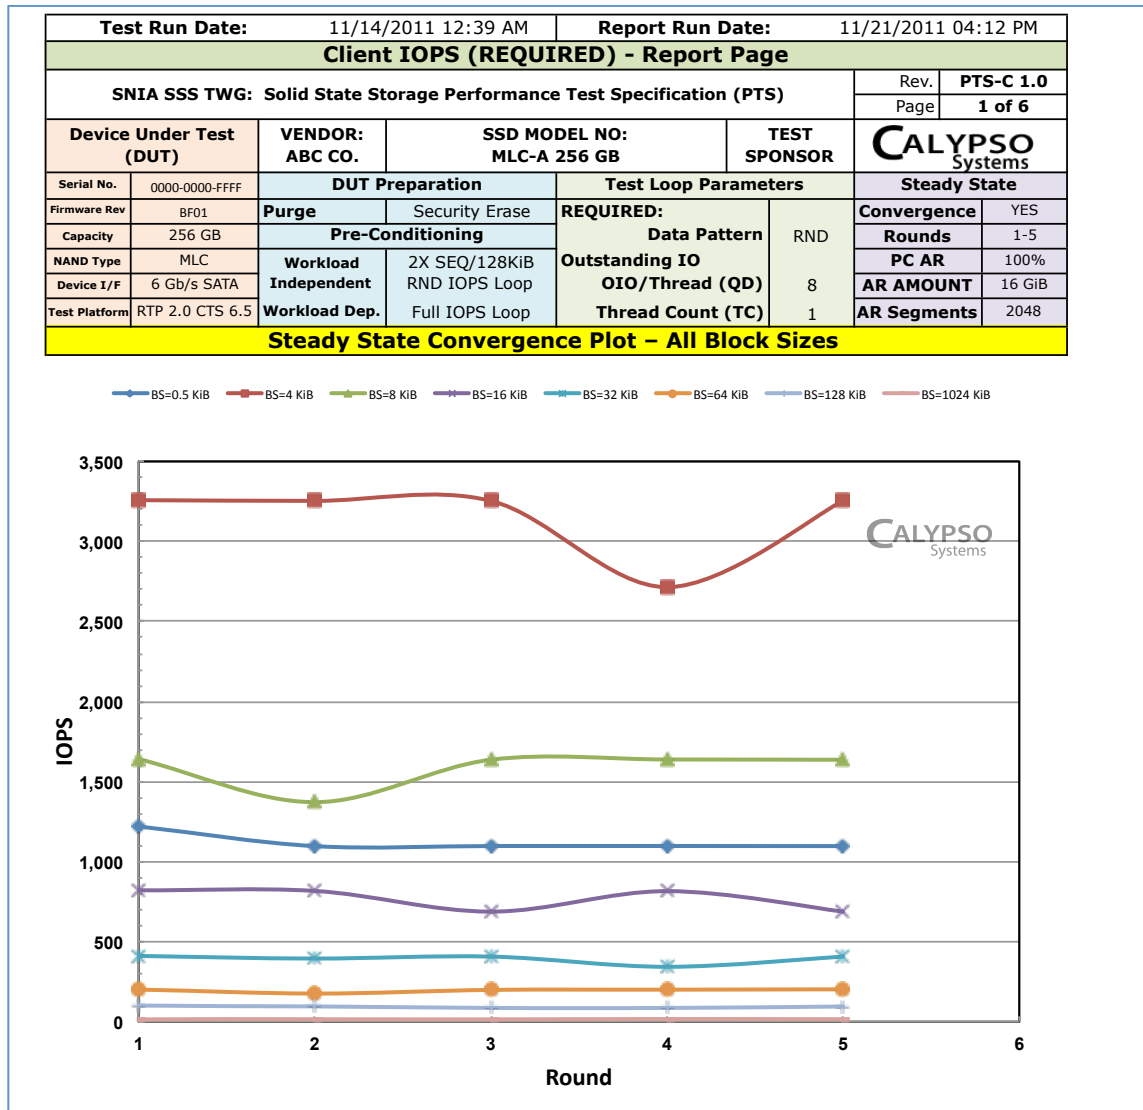 Test Run Date: 11/14/2011 12:39 AM Report Run Date: 11/21/2011 04:12 PM
Client IOPS (REQUIRED) - Report Page
SNIA SSS TWG: Solid State Storage Performance Test Specification (PTS)
Rev. PTS-C 1.0
Page 1 of 6
Device Under Test (DUT)
VENDOR: ABC CO.
SSD MODEL NO: MLC-A 256 GB
TEST SPONSOR
CALYPSO Systems
Serial No. 0000-0000-FFFF DUT Preparation Test Loop Parameters Steady State
Firmware Rev BF01 Purge Security Erase REQUIRED: Convergence YES
Capacity 256 GB Pre-Conditioning Data Pattern RND Rounds 1-5
NAND Type MLC Workload 2X SEQ/128KiB Outstanding IO PC AR 100%
Device I/F 6 Gb/s SATA Independent RND IOPS Loop OIO/Thread (QD) 8 AR AMOUNT 16 GiB
Test Platform RTP 2.0 CTS 6.5 Workload Dep. Full IOPS Loop Thread Count (TC) 1 AR Segments 2048
Steady State Convergence Plot – All Block Sizes
BS=0.5 KiB BS=4 KiB BS=8 KiB BS=16 KiB BS=32 KiB BS=64 KiB BS=128 KiB BS=1024 KiB
3,500
3,000
2,500
2,000
1,500
1,000
500
0
IOPS
CALYPSO
Systems
1 2 3 4 5 6
Round